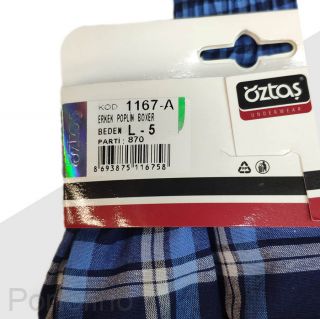 KOD 1167-A
ERKEK POPLIN BOXER
BEDEN L - 5
PARTI: 870
8693875116758
öztaş
UNDERWEAR